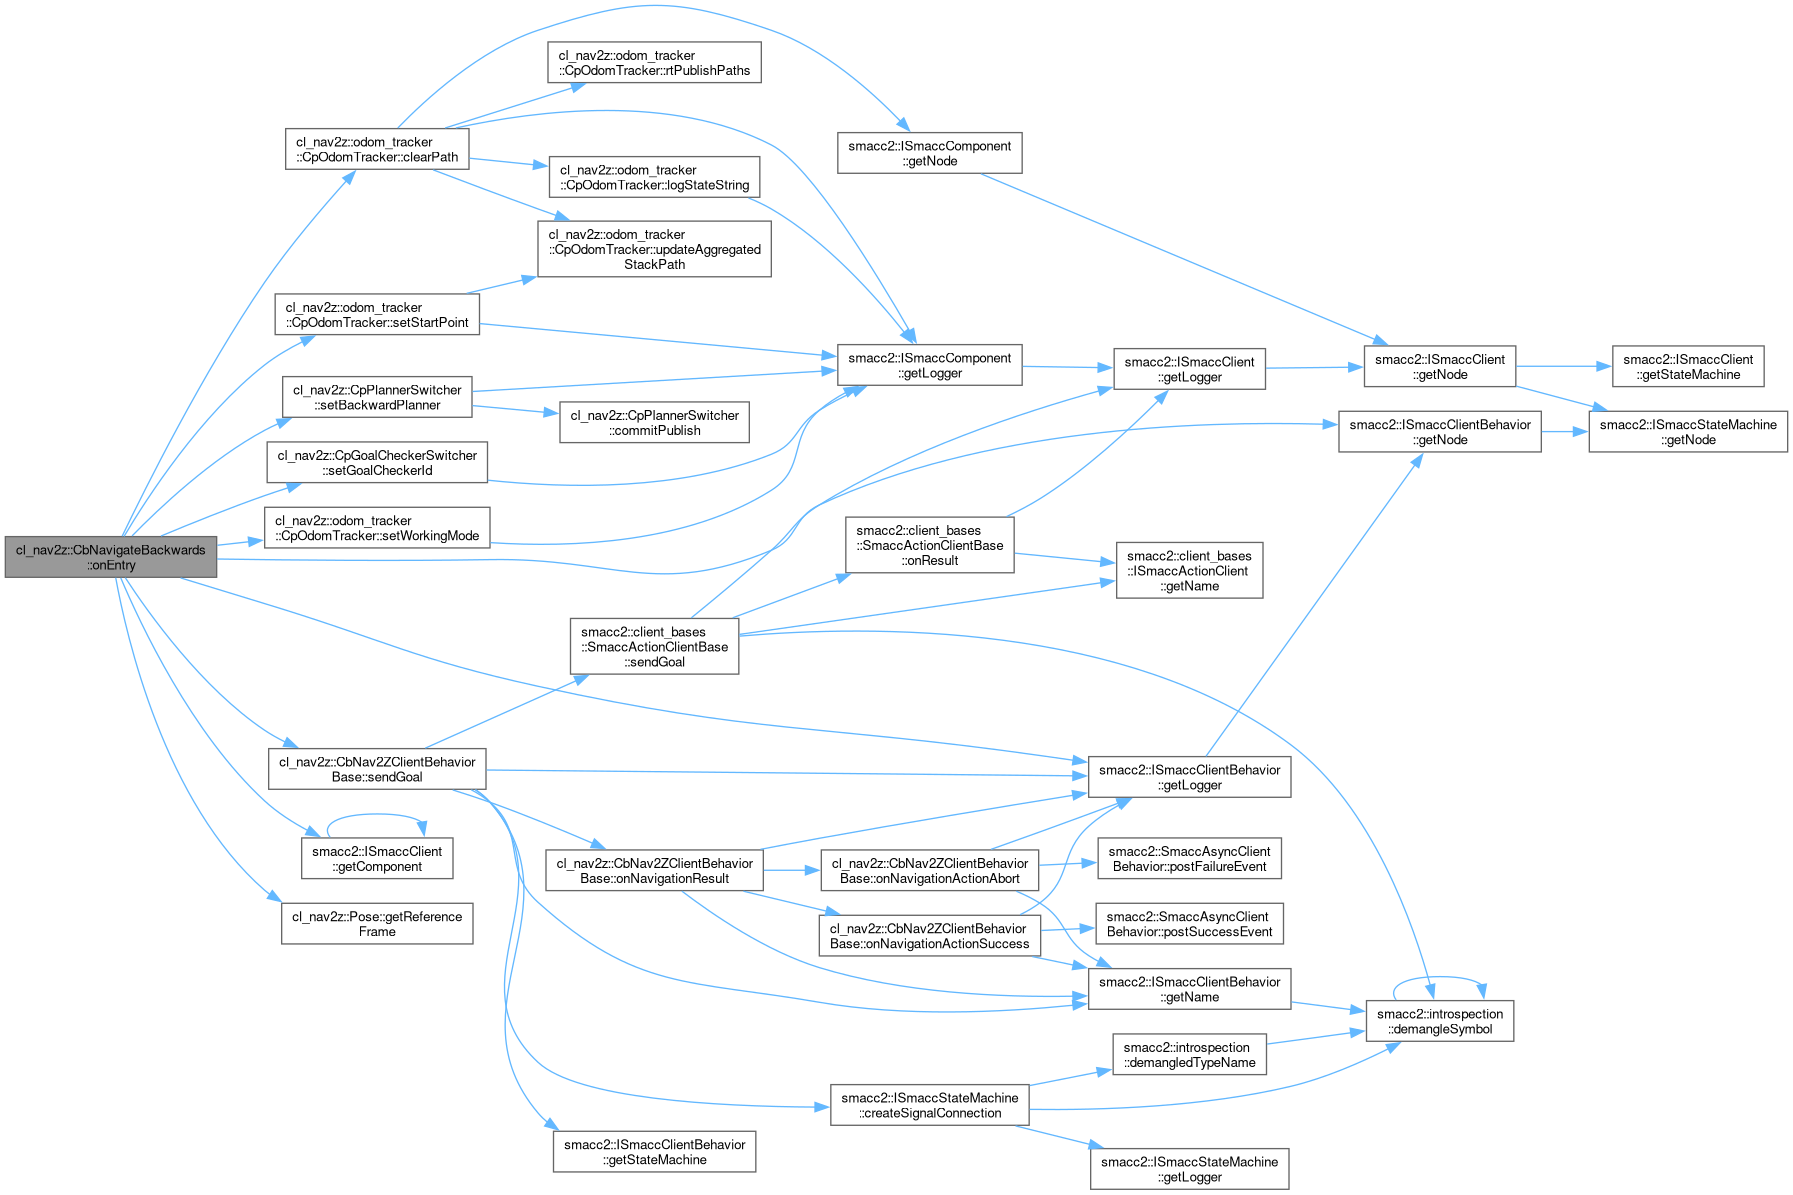 cl_nav2z::CbNavigateBackwards
::onEntry
cl_nav2z::odom_tracker
::CpOdomTracker::clearPath
cl_nav2z::odom_tracker
::CpOdomTracker::setStartPoint
cl_nav2z::CpPlannerSwitcher
::setBackwardPlanner
cl_nav2z::CpGoalCheckerSwitcher
::setGoalCheckerId
cl_nav2z::odom_tracker
::CpOdomTracker::setWorkingMode
cl_nav2z::CbNav2ZClientBehavior
Base::sendGoal
smacc2::ISmaccClient
::getComponent
cl_nav2z::Pose::getReference
Frame
cl_nav2z::odom_tracker
::CpOdomTracker::rtPublishPaths
cl_nav2z::odom_tracker
::CpOdomTracker::logStateString
cl_nav2z::odom_tracker
::CpOdomTracker::updateAggregated
StackPath
cl_nav2z::CpPlannerSwitcher
::commitPublish
smacc2::client_bases
::SmaccActionClientBase
::sendGoal
cl_nav2z::CbNav2ZClientBehavior
Base::onNavigationResult
smacc2::ISmaccClientBehavior
::getStateMachine
smacc2::ISmaccComponent
::getNode
smacc2::ISmaccComponent
::getLogger
smacc2::client_bases
::SmaccActionClientBase
::onResult
cl_nav2z::CbNav2ZClientBehavior
Base::onNavigationActionAbort
cl_nav2z::CbNav2ZClientBehavior
Base::onNavigationActionSuccess
smacc2::ISmaccStateMachine
::createSignalConnection
smacc2::ISmaccClient
::getLogger
smacc2::client_bases
::ISmaccActionClient
::getName
smacc2::ISmaccClientBehavior
::getLogger
smacc2::SmaccAsyncClient
Behavior::postFailureEvent
smacc2::SmaccAsyncClient
Behavior::postSuccessEvent
smacc2::ISmaccClientBehavior
::getName
smacc2::introspection
::demangledTypeName
smacc2::ISmaccStateMachine
::getLogger
smacc2::ISmaccClient
::getNode
smacc2::ISmaccClientBehavior
::getNode
smacc2::introspection
::demangleSymbol
smacc2::ISmaccClient
::getStateMachine
smacc2::ISmaccStateMachine
::getNode